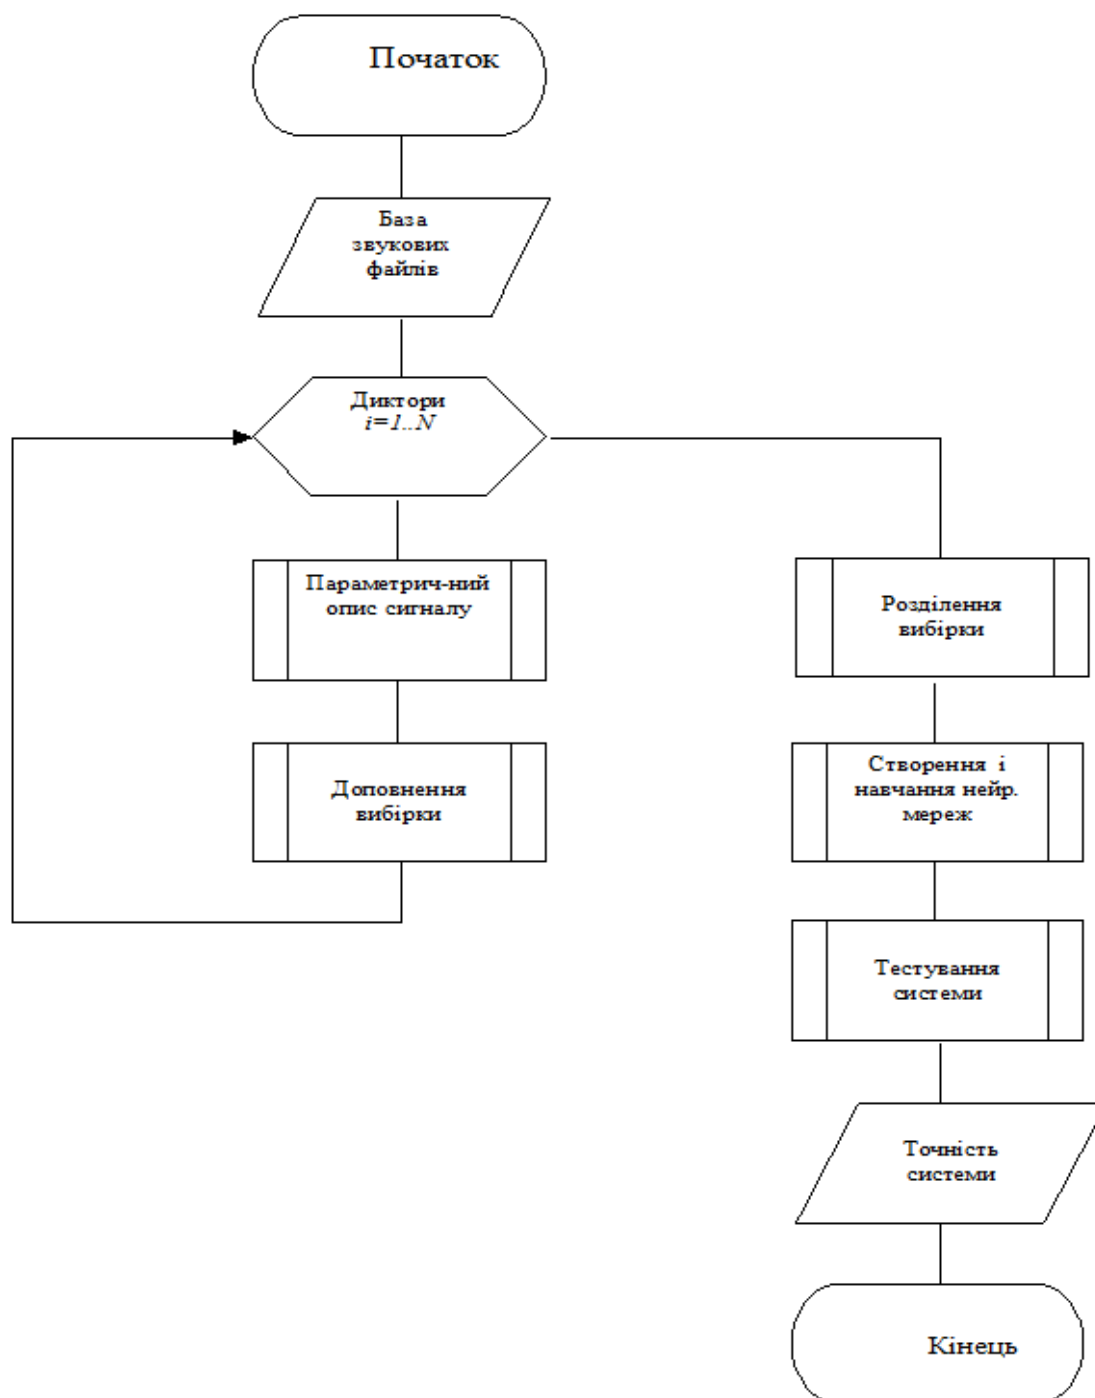 Початок
База
звукових
файлів
Диктори
i=1..N
Параметрич-ний
опис сигналу
Доповнення
вибірки
Розділення
вибірки
Створення і
навчання нейр.
мереж
Тестування
системи
Точність
системи
Кінець